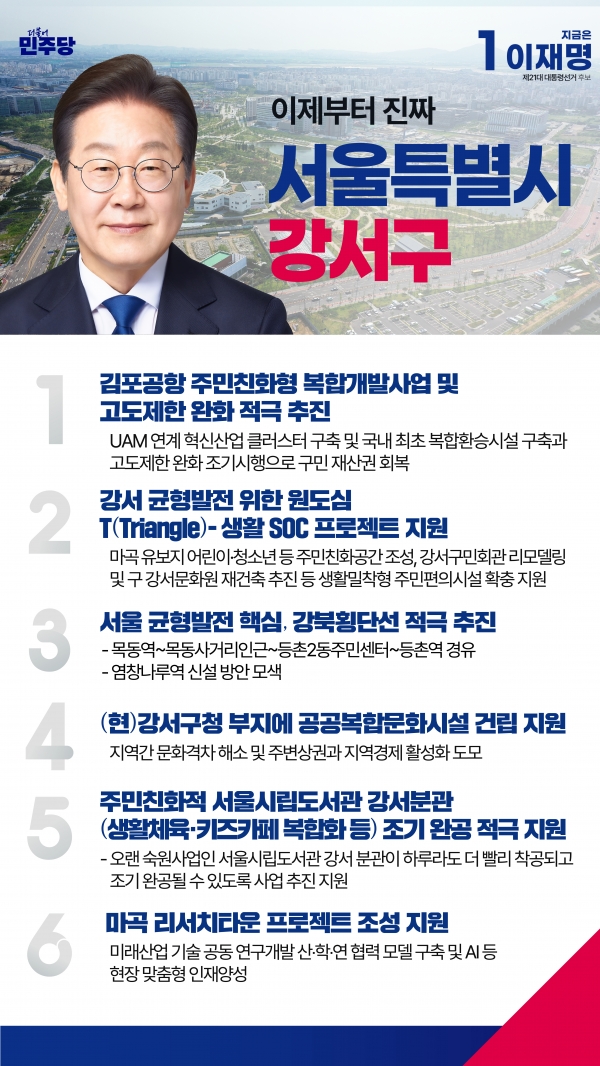 더불어
민주당
지금은
1 이재명
제21대 대통령선거 후보
이제부터 진짜
서울특별시
강서구
1
김포공항 주민친화형 복합개발사업 및
고도제한 완화 적극 추진
UAM 연계 혁신산업 클러스터 구축 및 국내 최초 복합환승시설 구축과
고도제한 완화 조기시행으로 구민 재산권 회복
2
강서 균형발전 위한 원도심
T(Triangle)- 생활 SOC 프로젝트 지원
마곡 유보지 어린이·청소년 등 주민친화공간 조성, 강서구민회관 리모델링
및 구 강서문화원 재건축 추진 등 생활밀착형 주민편의시설 확충 지원
3
서울 균형발전 핵심, 강북횡단선 적극 추진
- 목동역~목동사거리인근~등촌2동주민센터~등촌역 경유
- 염창나루역 신설 방안 모색
4
(현)강서구청 부지에 공공복합문화시설 건립 지원
지역간 문화격차 해소 및 주변상권과 지역경제 활성화 도모
5
주민친화적 서울시립도서관 강서분관
(생활체육·키즈카페 복합화 등) 조기 완공 적극 지원
- 오랜 숙원사업인 서울시립도서관 강서 분관이 하루라도 더 빨리 착공되고
조기 완공될 수 있도록 사업 추진 지원
6
마곡 리서치타운 프로젝트 조성 지원
미래산업 기술 공동 연구개발 산·학·연 협력 모델 구축 및 AI 등
현장 맞춤형 인재양성